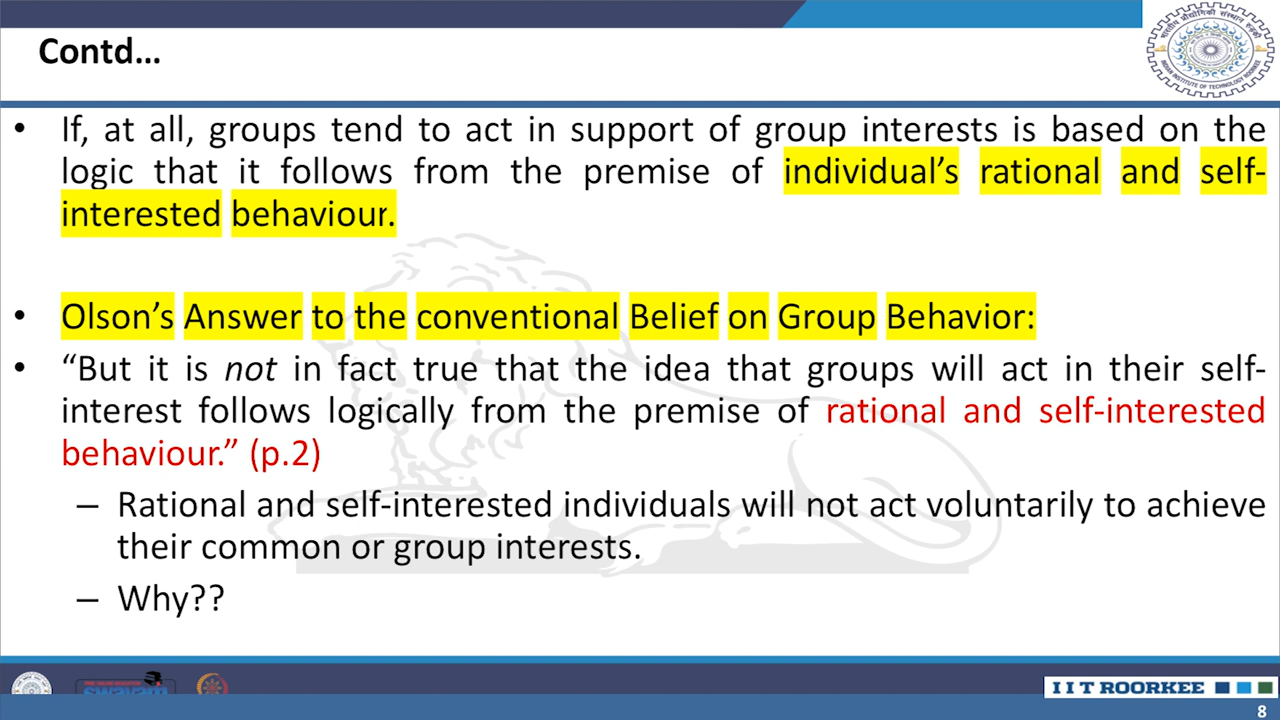 Contd…
• If, at all, groups tend to act in support of group interests is based on the
logic that it follows from the premise of individual’s rational and self-
interested behaviour.
• Olson’s Answer to the conventional Belief on Group Behavior:
• “But it is not in fact true that the idea that groups will act in their self-
interest follows logically from the premise of rational and self-interested
behaviour.” (p.2)
– Rational and self-interested individuals will not act voluntarily to achieve
their common or group interests.
– Why??
swayam
IIT ROORKEE
8